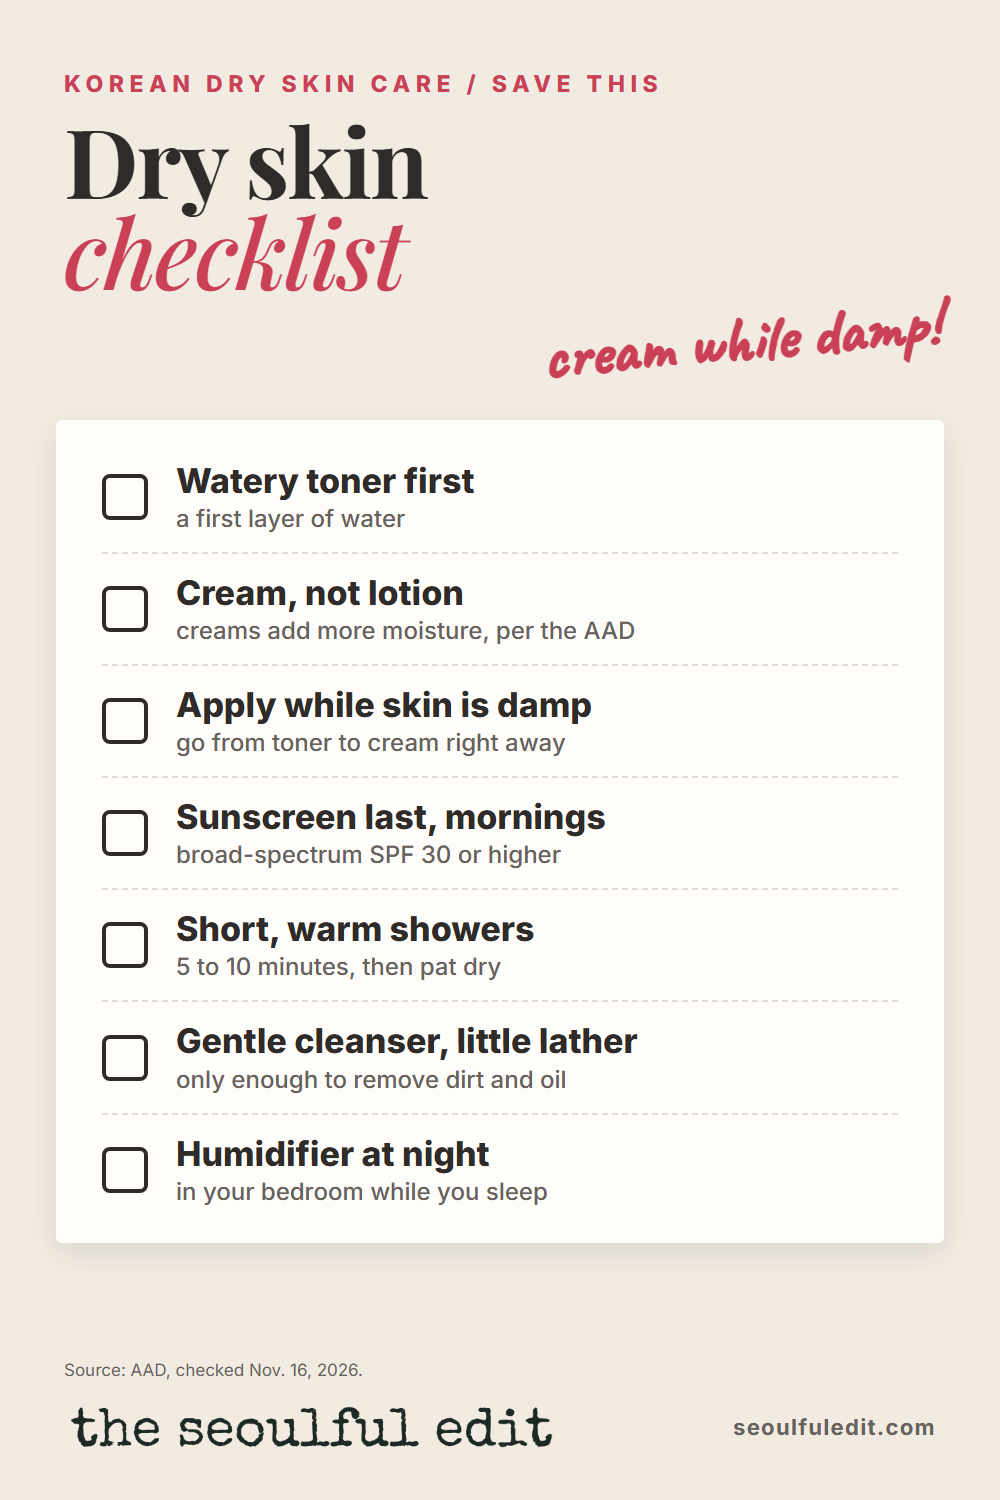 KOREAN DRY SKIN CARE / SAVE THIS
Dry skin
checklist
cream while damp!
Watery toner first
a first layer of water
Cream, not lotion
creams add more moisture, per the AAD
Apply while skin is damp
go from toner to cream right away
Sunscreen last, mornings
broad-spectrum SPF 30 or higher
Short, warm showers
5 to 10 minutes, then pat dry
Gentle cleanser, little lather
only enough to remove dirt and oil
Humidifier at night
in your bedroom while you sleep
Source: AAD, checked Nov. 16, 2026.
the seoulful edit
seoulfuledit.com